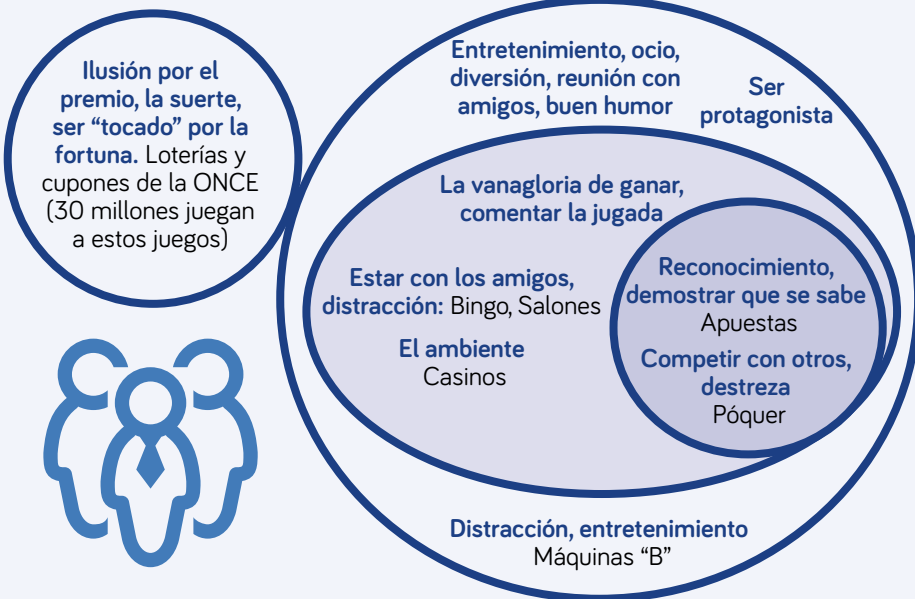 Ilusión por el
premio, la suerte,
ser “tocado” por la
fortuna. Loterías y
cupones de la ONCE
(30 millones juegan
a estos juegos)
Entretenimiento, ocio,
diversión, reunión con
amigos, buen humor
Ser
protagonista
La vanagloria de ganar,
comentar la jugada
Estar con los amigos,
distracción: Bingo, Salones
El ambiente
Casinos
Reconocimiento,
demostrar que se sabe
Apuestas
Competir con otros,
destreza
Póquer
Distracción, entretenimiento
Máquinas “B”